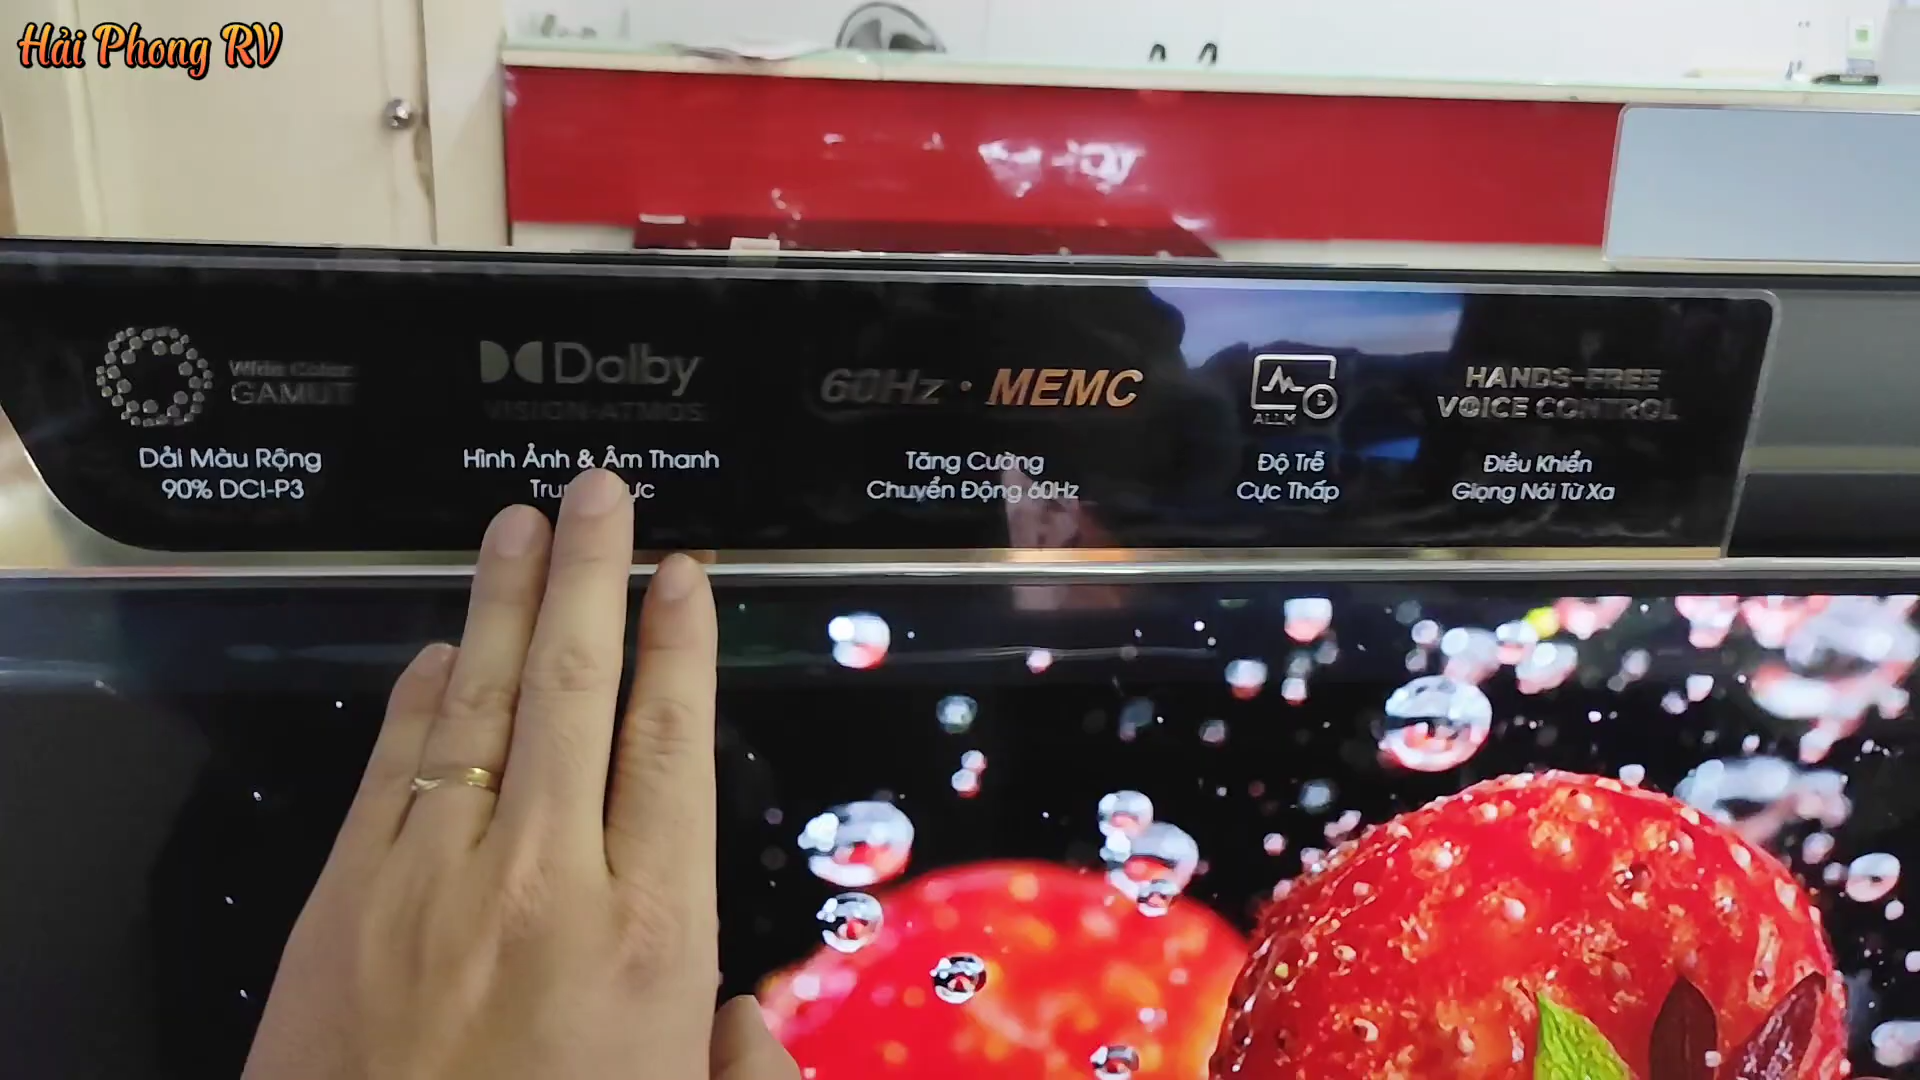 Hải Phong RV
Wide Color
GAMUT
Dải Màu Rộng
90% DCI-P3
Dolby
VISION·ATMOS
Hình Ảnh & Âm Thanh
60Hz · MEMC
Tăng Cường
Chuyển Động 60Hz
ALLM
Độ Trễ
Cực Thấp
HANDS-FREE
VOICE CONTROL
Điều Khiển
Giọng Nói Từ Xa